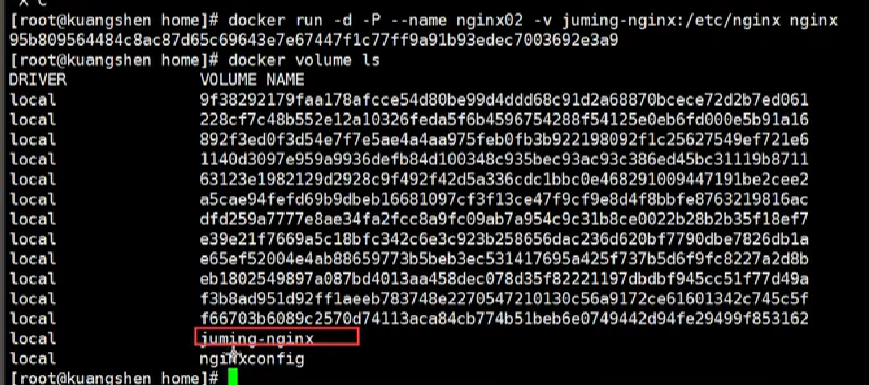 [root@kuangshen home]# docker run -d -P --name nginx02 -v juming-nginx:/etc/nginx nginx
95b809564484c8ac87d65c69643e7e67447f1c77ff9a91b93edec7003692e3a9
[root@kuangshen home]# docker volume ls
DRIVER VOLUME NAME
local 9f38292179faa178afcce54d80be99d4ddd68c91d2a68870bcece72d2b7ed061
local 228cf7c48b552e12a10326feda5f6b4596754288f54125e0eb6fd000e5b91a16
local 892f3ed0f3d54e7f7e5ae4a4aa975feb0fb3b922198092f1c25627549ef721e6
local 1140d3097e959a9936defb84d100348c935bec93ac93c386ed45bc31119b8711
local 63123e1982129d2928c9f492f42d5a336cdc1bbc0e468291009447191be2cee2
local a5cae94fefd69b9dbeb16681097cf3f13ce47f9cf9e8d4f8bbfe8763219816ac
local dfd259a7777e8ae34fa2fcc8a9fc09ab7a954c9c31b8ce0022b28b2b35f18ef7
local e39e21f7669a5c18bfc342c6e3c923b258656dac236d620bf7790dbe7826db1a
local e65ef52004e4ab88659773b5beb3ec531417695a425f737b5d6f9fc8227a2d8b
local eb1802549897a087bd4013aa458dec078d35f82221197dbdbf945cc51f77d49a
local f3b8ad951d92ff1aeeb783748e2270547210130c56a9172ce61601342c745c5f
local f66703b6089c2570d74113aca84cb774b51beb6e0749442d94fe29499f853162
local juming-nginx
local nginxconfig
[root@kuangshen home]#